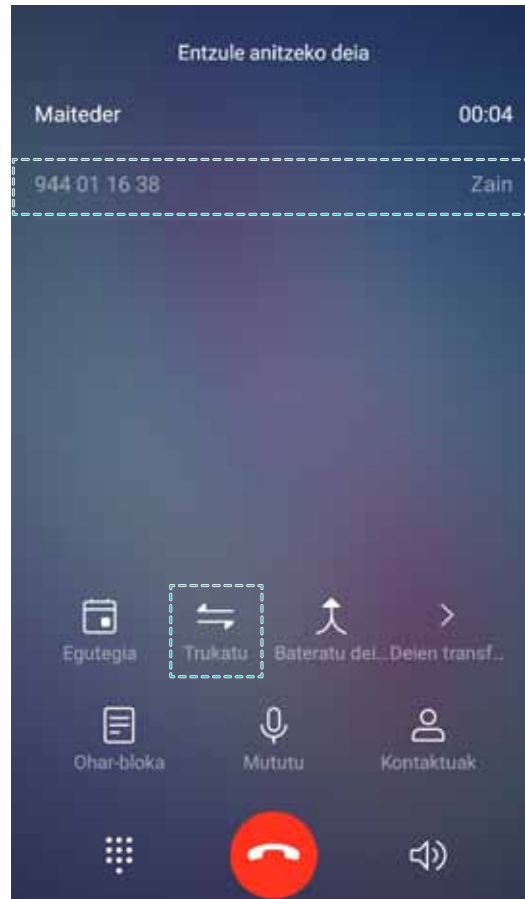 Entzule anitzeko deia
Maiteder 00:04
944 01 16 38 Zain
Egutegia Trukatu Bateratu dei... Deien transf...
Ohar-bloka Mututu Kontaktuak